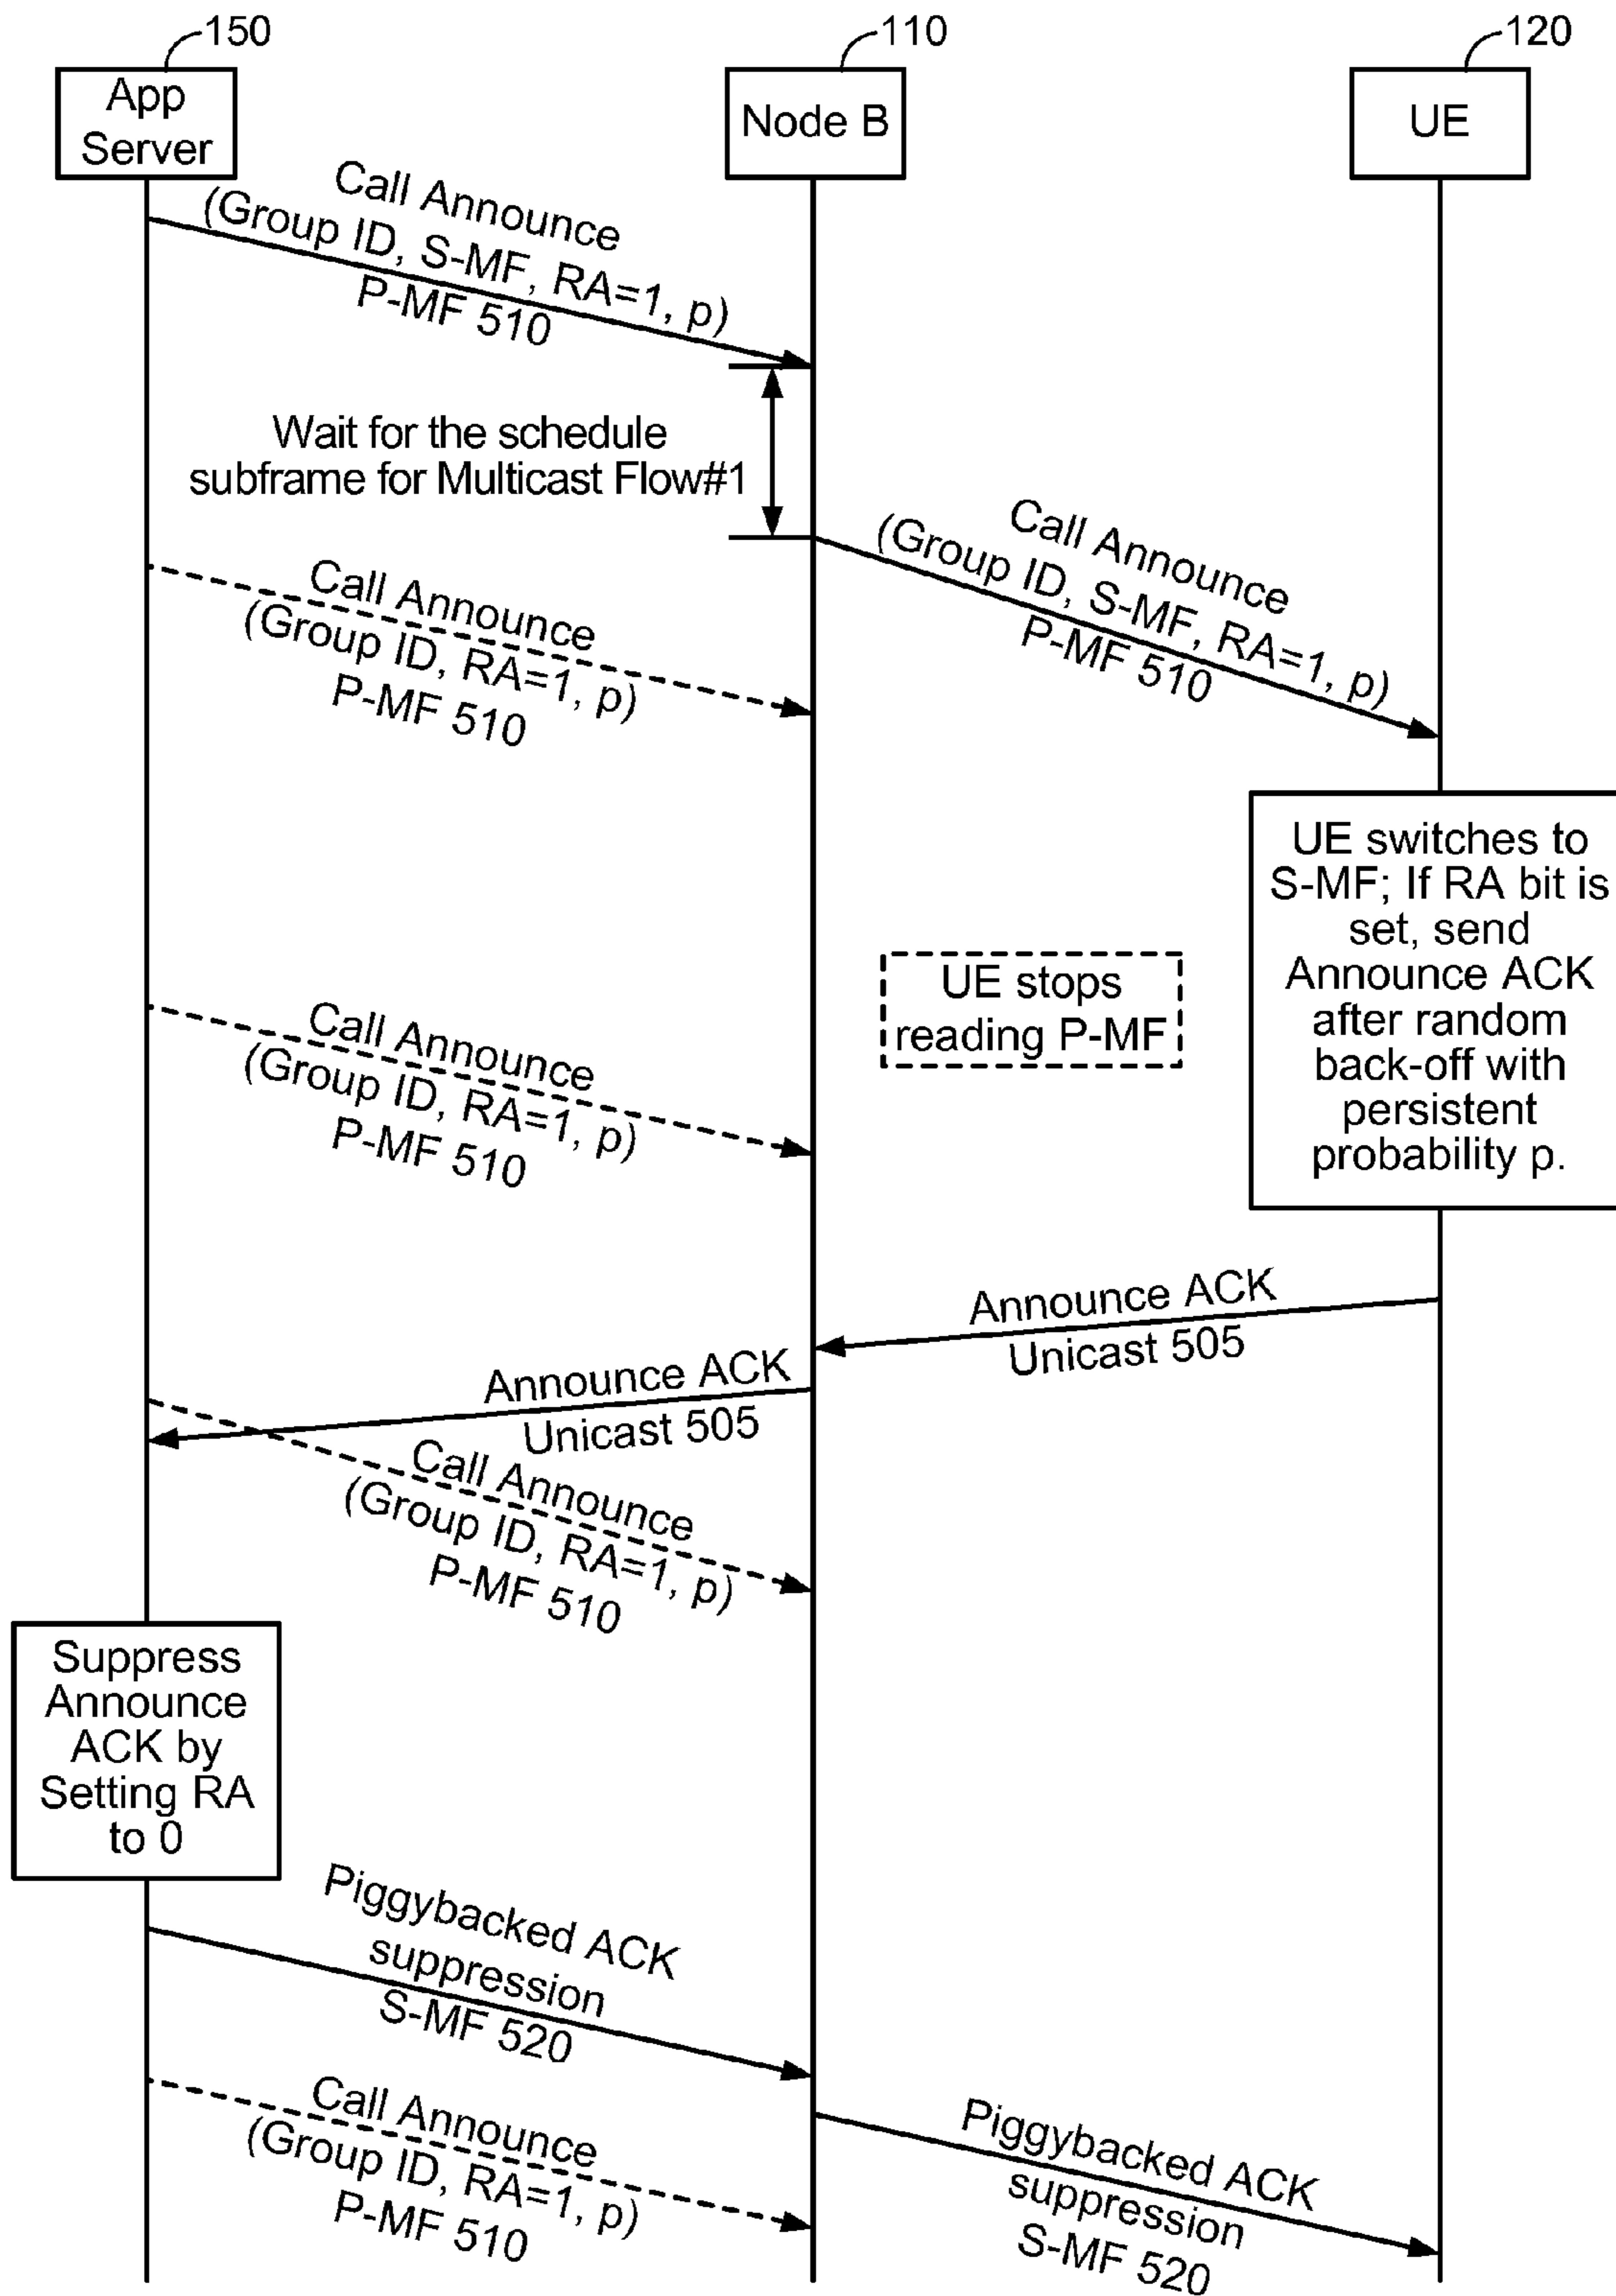 150
110
120
App
Server
Node B
UE
Call Announce
(Group ID, S-MF, RA=1, p)
P-MF 510
Wait for the schedule
subframe for Multicast Flow#1
Call Announce
(Group ID, S-MF, RA=1, p)
P-MF 510
Call Announce
(Group ID, RA=1, p)
P-MF 510
UE switches to
S-MF; If RA bit is
set, send
Announce ACK
after random
back-off with
persistent
probability p.
UE stops
reading P-MF
Call Announce
(Group ID, RA=1, p)
P-MF 510
Announce ACK
Unicast 505
Announce ACK
Unicast 505
Call Announce
(Group ID, RA=1, p)
P-MF 510
Suppress
Announce
ACK by
Setting RA
to 0
Piggybacked ACK
suppression
S-MF 520
Call Announce
(Group ID, RA=1, p)
P-MF 510
Piggybacked ACK
suppression
S-MF 520